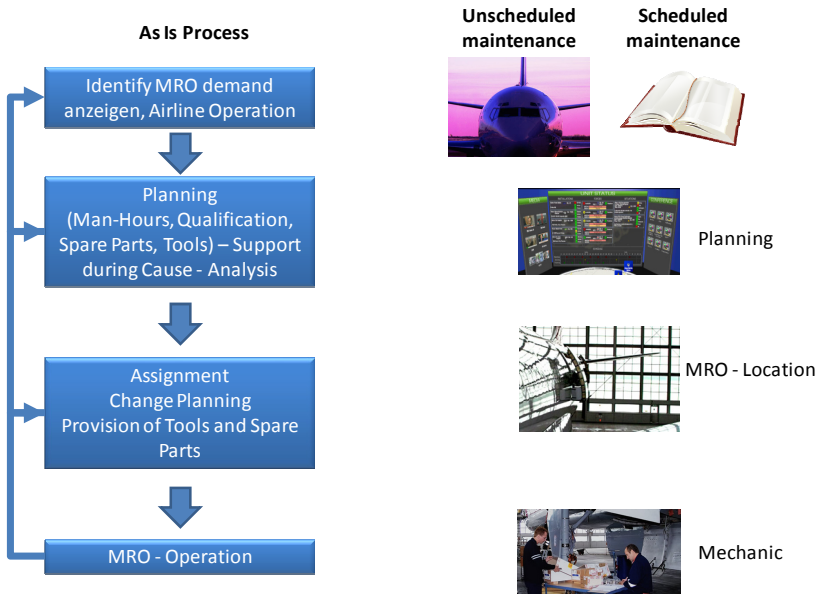 As Is Process
Unscheduled
maintenance
Scheduled
maintenance
Identify MRO demand
anzeigen, Airline Operation
Planning
(Man-Hours, Qualification,
Spare Parts, Tools) – Support
during Cause - Analysis
Planning
UNIT STATUS
Assignment
Change Planning
Provision of Tools and Spare
Parts
MRO - Location
MRO - Operation
Mechanic